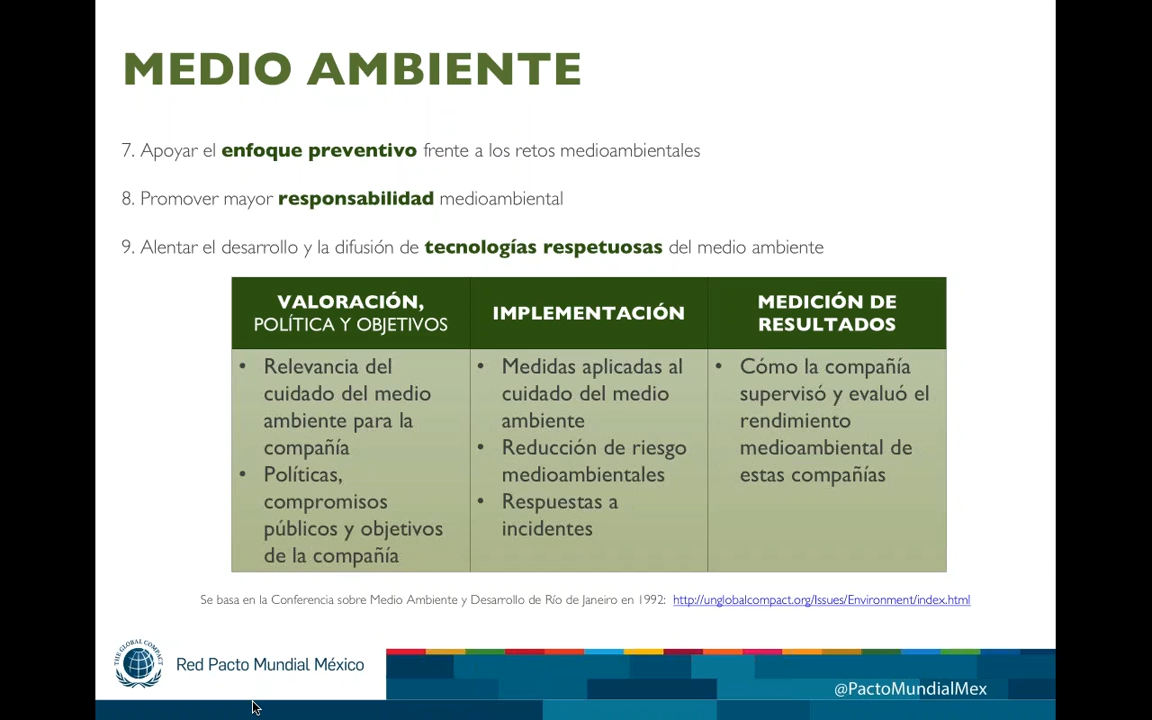 MEDIO AMBIENTE
7. Apoyar el enfoque preventivo frente a los retos medioambientales
8. Promover mayor responsabilidad medioambiental
9. Alentar el desarrollo y la difusión de tecnologías respetuosas del medio ambiente
VALORACIÓN,
POLÍTICA Y OBJETIVOS
• Relevancia del
cuidado del medio
ambiente para la
compañía
• Políticas,
compromisos
públicos y objetivos
de la compañía
IMPLEMENTACIÓN
• Medidas aplicadas al
cuidado del medio
ambiente
• Reducción de riesgo
medioambientales
• Respuestas a
incidentes
MEDICIÓN DE
RESULTADOS
• Cómo la compañía
supervisó y evaluó el
rendimiento
medioambiental de
estas compañías
Se basa en la Conferencia sobre Medio Ambiente y Desarrollo de Río de Janeiro en 1992: http://unglobalcompact.org/Issues/Environment/index.html
THE GLOBAL COMPACT
Red Pacto Mundial México
@PactoMundialMex